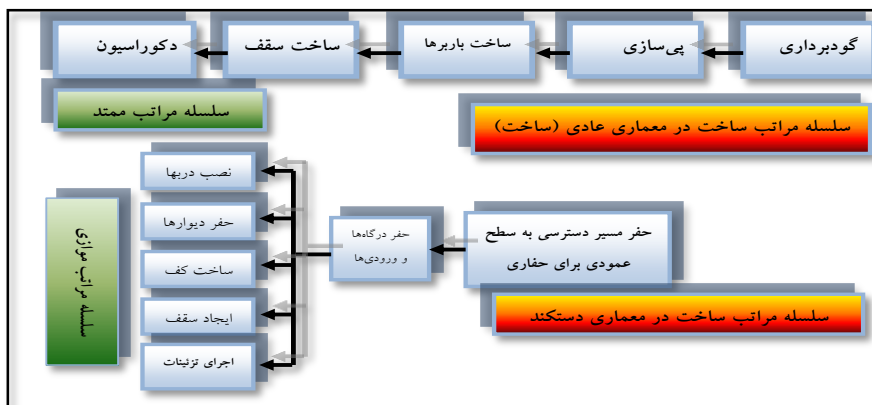 گودبرداری
پی‌سازی
ساخت باربرها
ساخت سقف
دکوراسیون
سلسله مراتب ساخت در معماری عادی (ساخت)
سلسله مراتب ممتد
حفر مسیر دسترسی به سطح
عمودی برای حفاری
حفر درگاه‌ها
و ورودی‌ها
نصب دربها
حفر دیوارها
ساخت کف
ایجاد سقف
اجرای تزئینات
سلسله مراتب موازی
سلسله مراتب ساخت در معماری دستکند